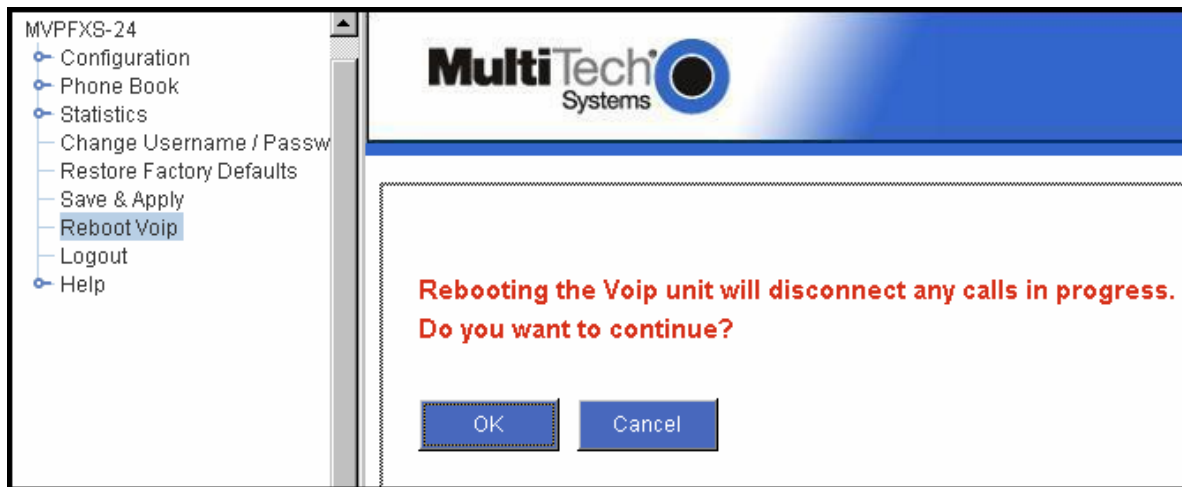 MVPFXS-24
Configuration
Phone Book
Statistics
Change Username / Passw
Restore Factory Defaults
Save & Apply
Reboot Voip
Logout
Help
MultiTech
Systems
Rebooting the Voip unit will disconnect any calls in progress.
Do you want to continue?
OK
Cancel